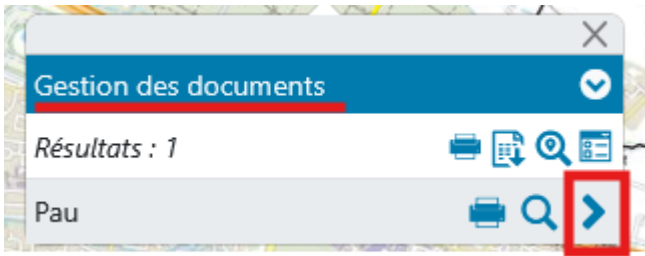 Gestion des documents
Résultats : 1
Pau